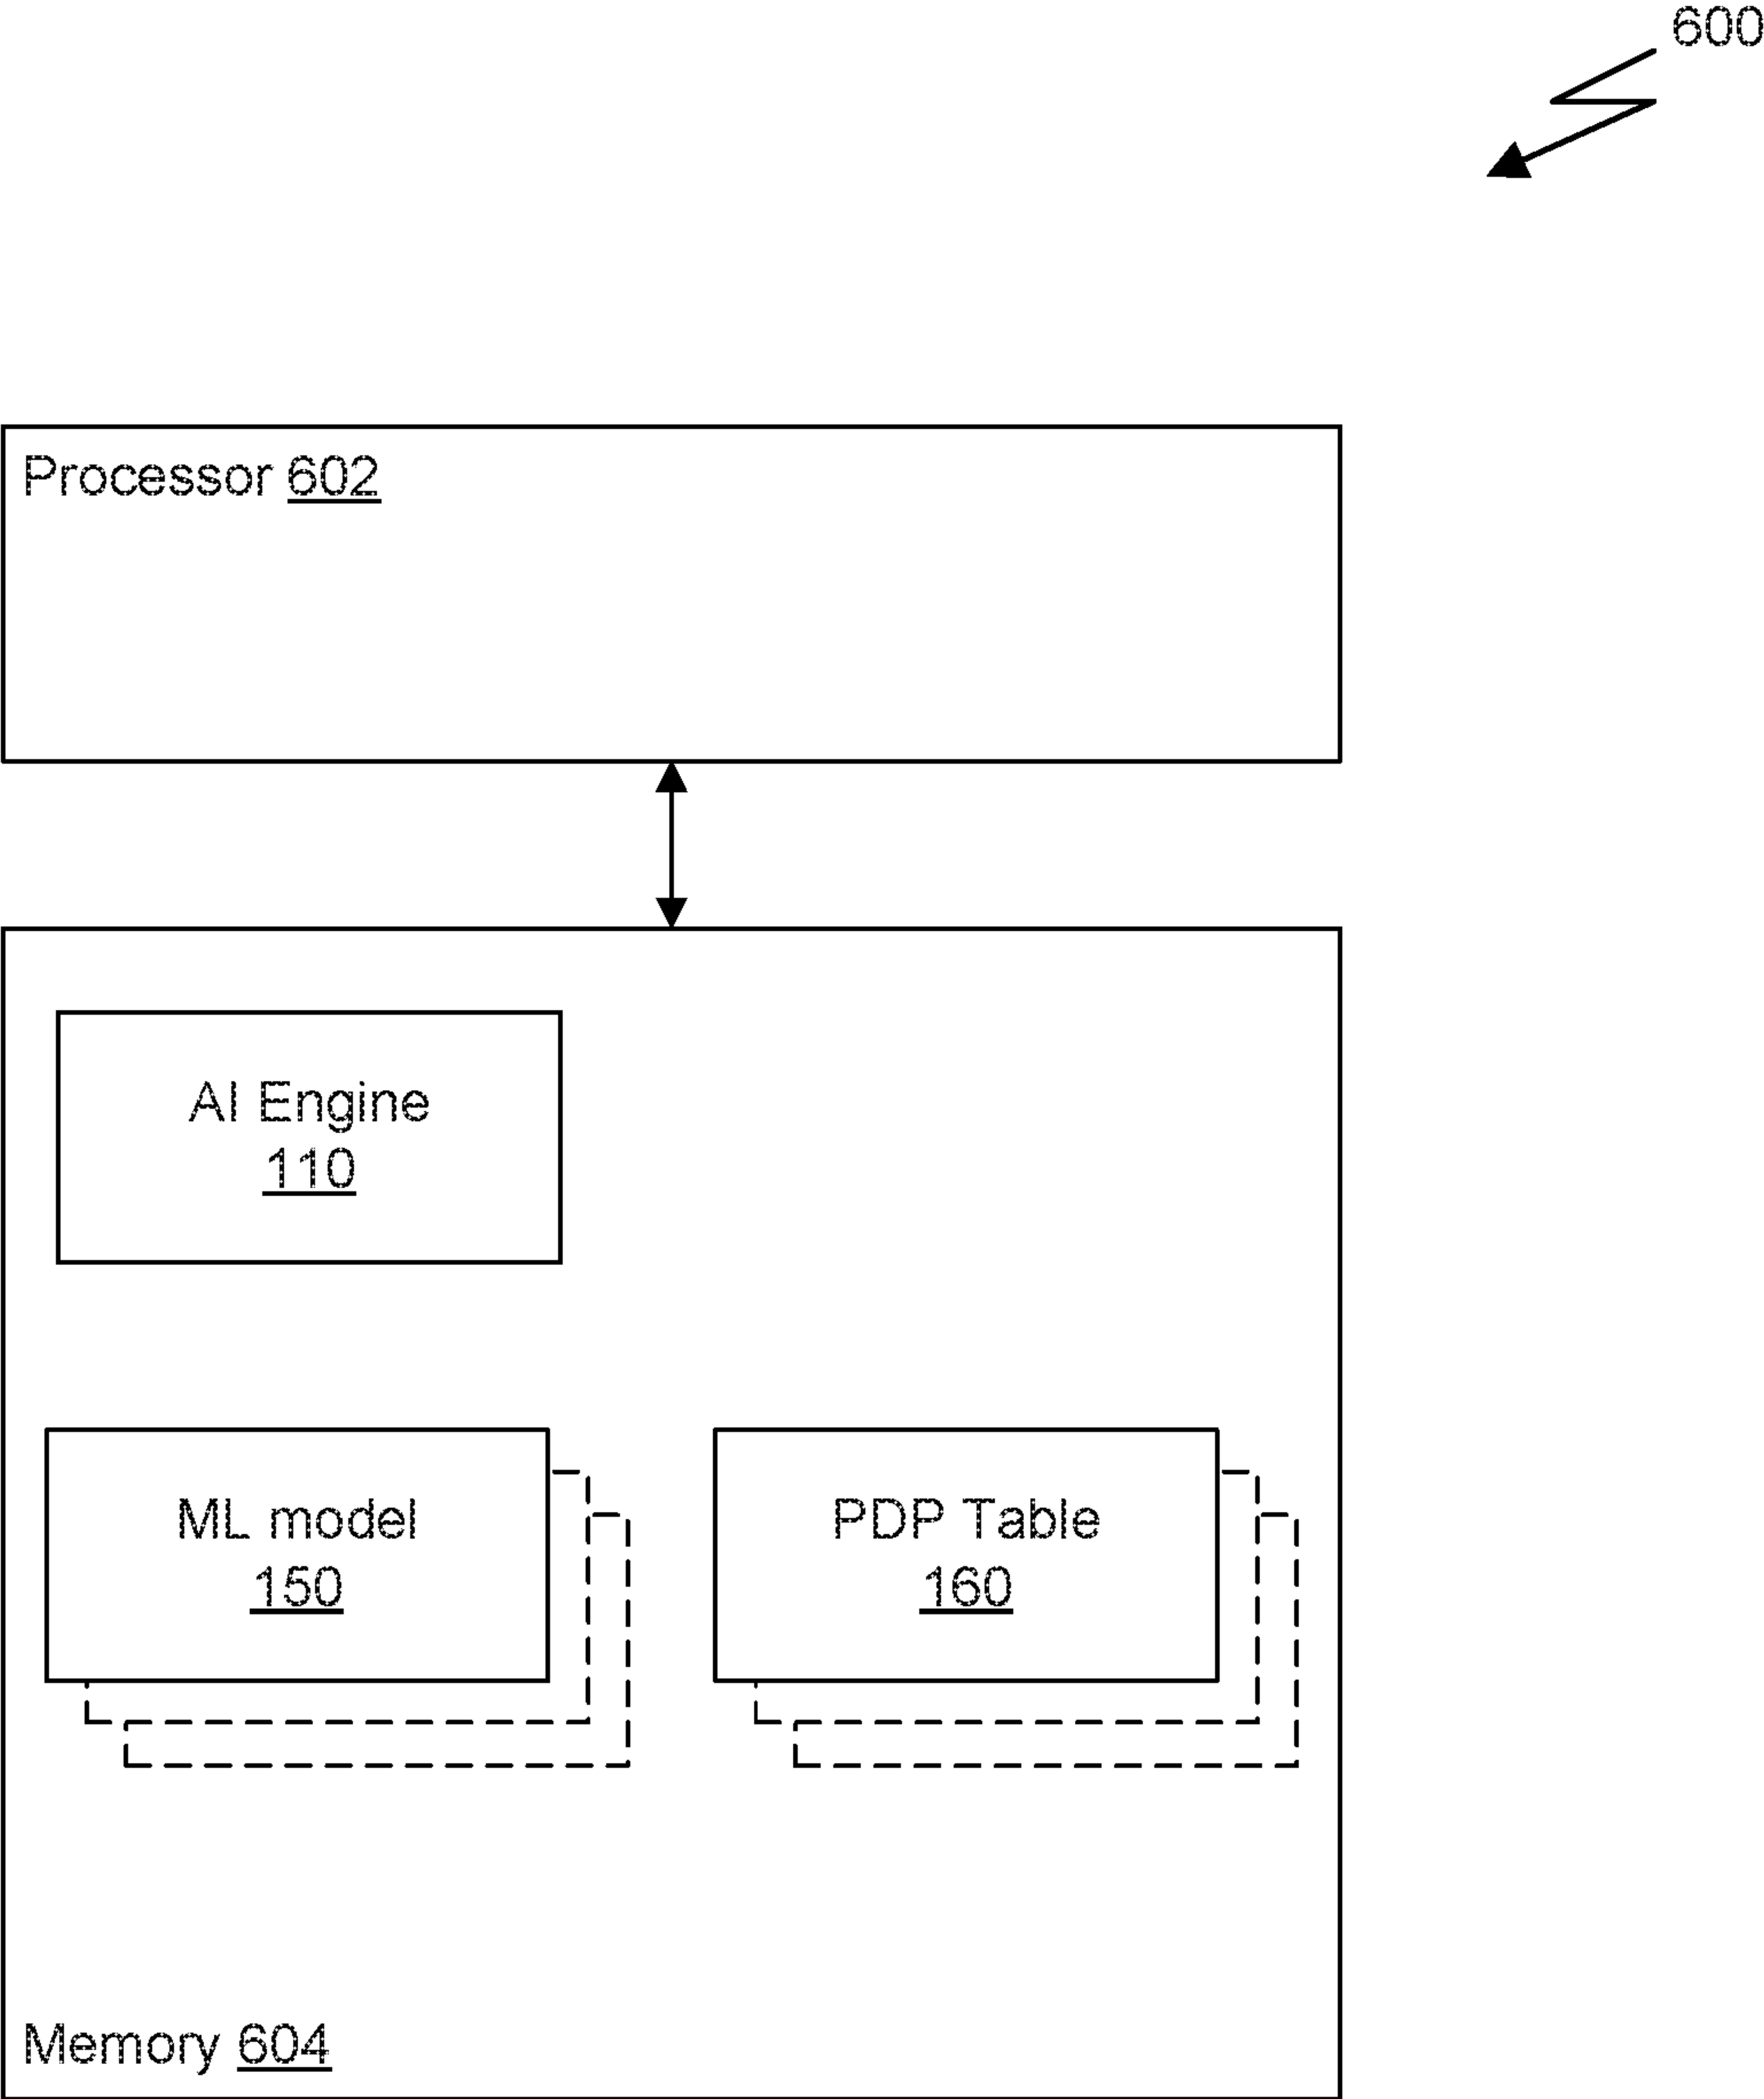 600
Processor 602
AI Engine
110
ML model
150
PDP Table
160
Memory 604